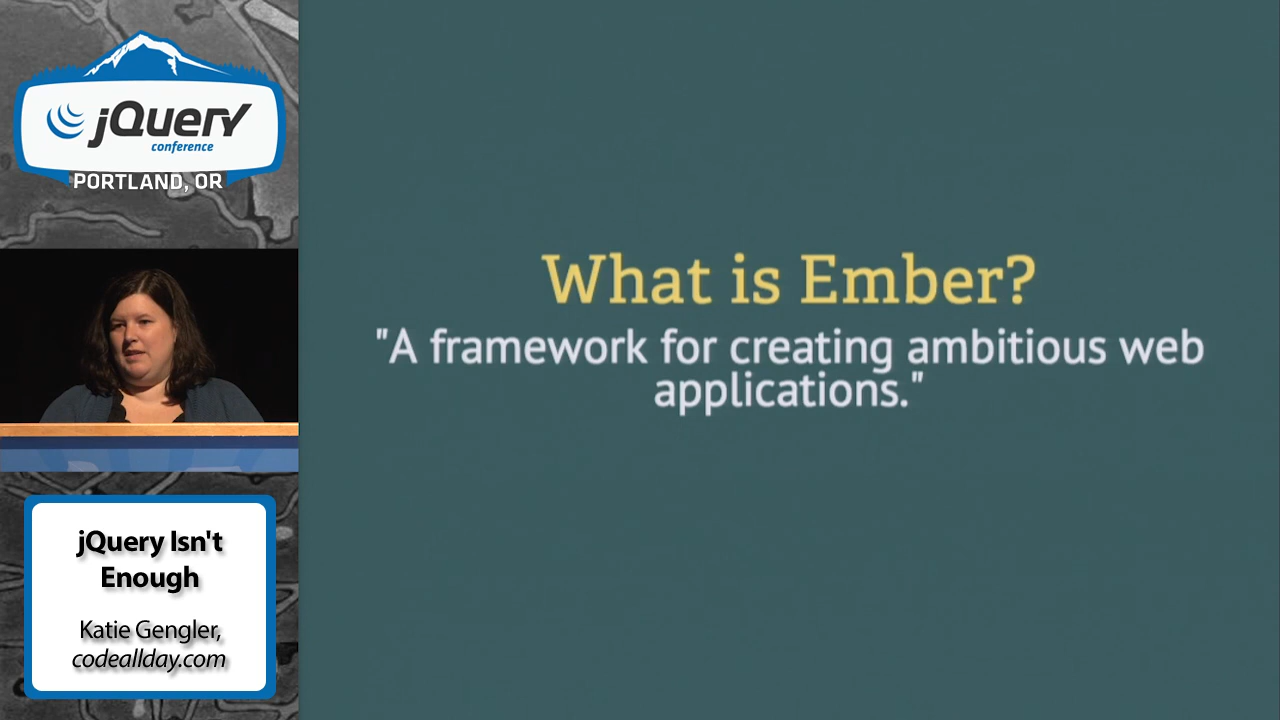 jQuery
conference
PORTLAND, OR
jQuery Isn't
Enough
Katie Gengler,
codeallday.com
What is Ember?
"A framework for creating ambitious web
applications."